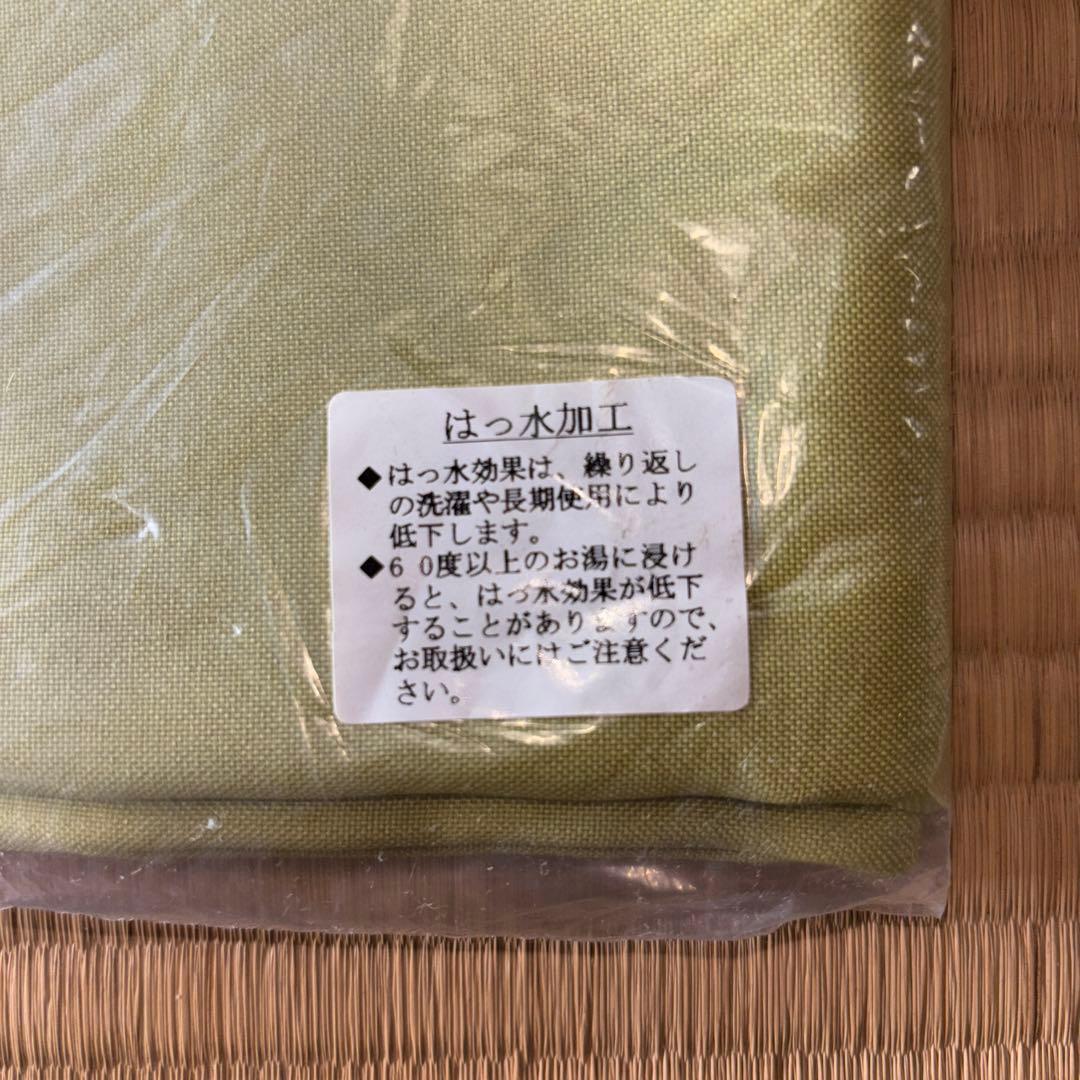 はっ水加工
◆はっ水効果は、繰り返し
の洗濯や長期使用により
低下します。
◆60度以上のお湯に浸け
ると、はっ水効果が低下
することがありますので、
お取扱いにはご注意くだ
さい。